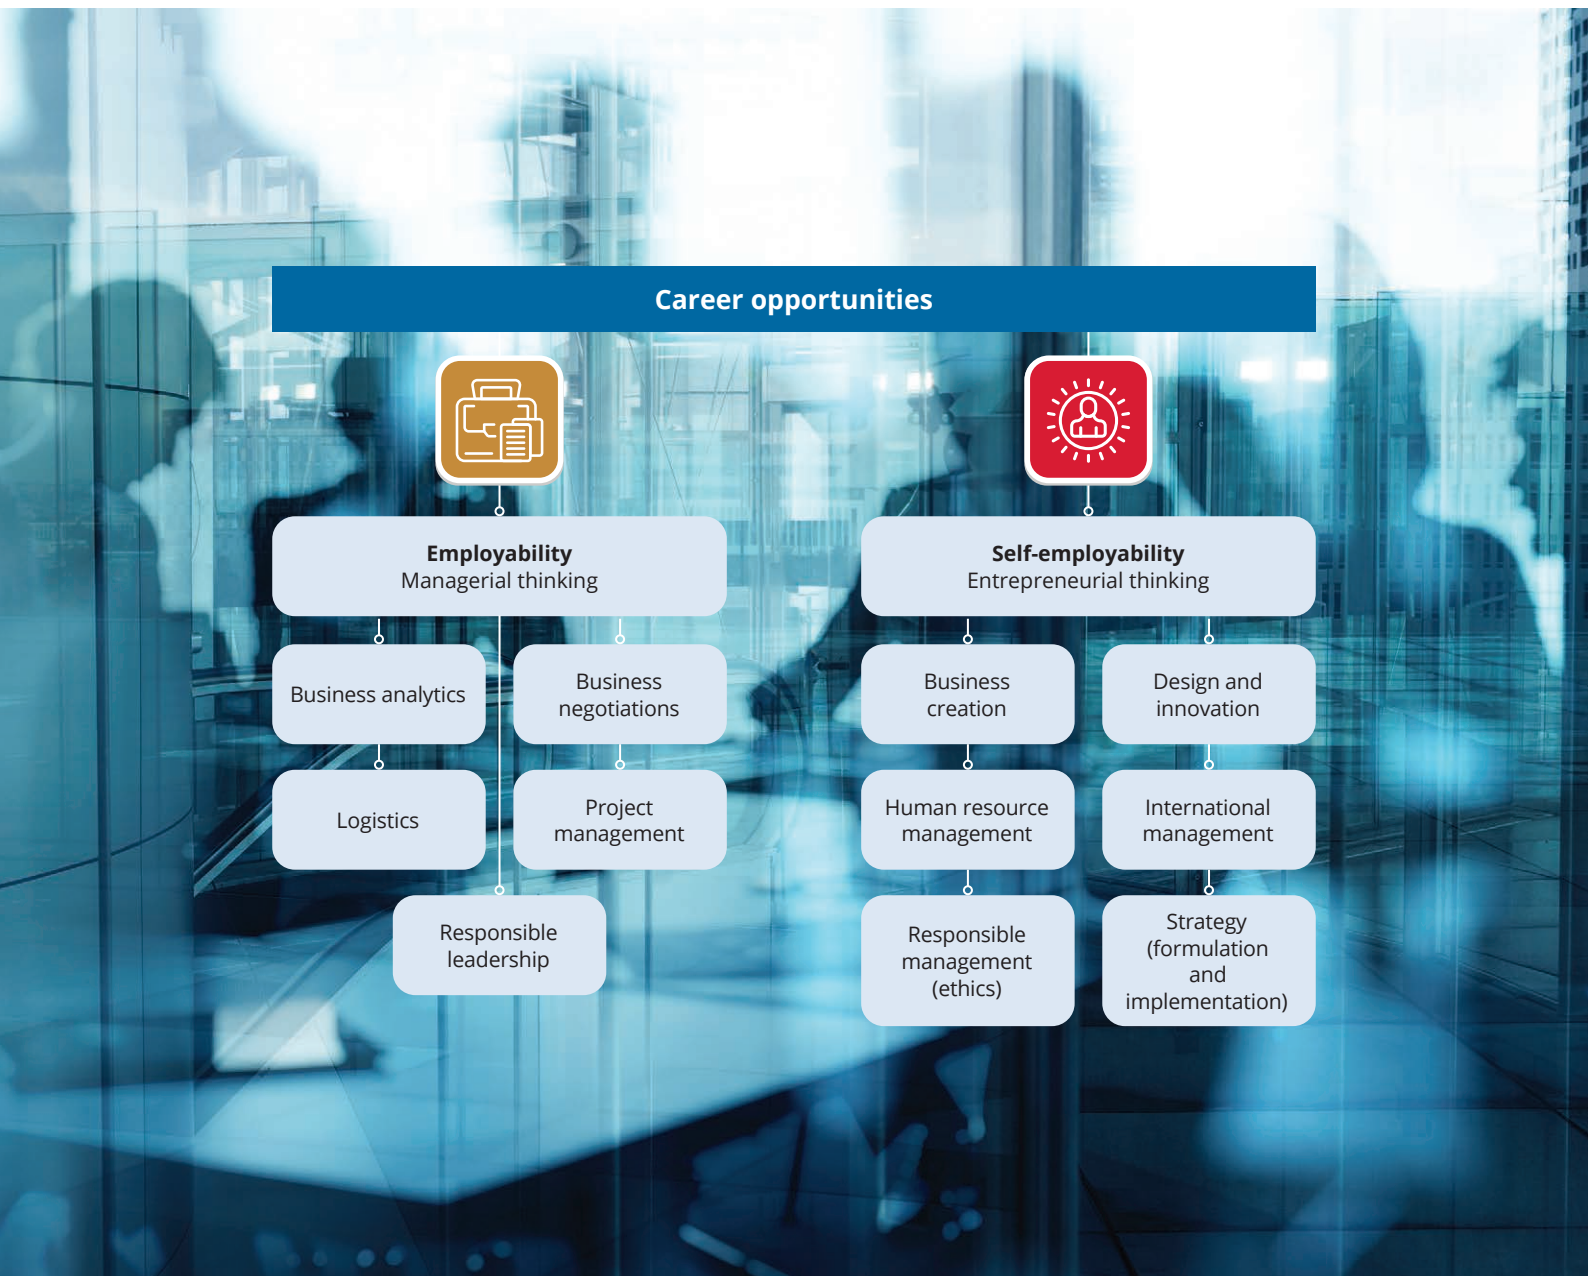 Career opportunities
Employability
Managerial thinking
Business analytics
Business
negotiations
Logistics
Project
management
Responsible
leadership
Self-employability
Entrepreneurial thinking
Business
creation
Design and
innovation
Human resource
management
International
management
Responsible
management
(ethics)
Strategy
(formulation
and
implementation)